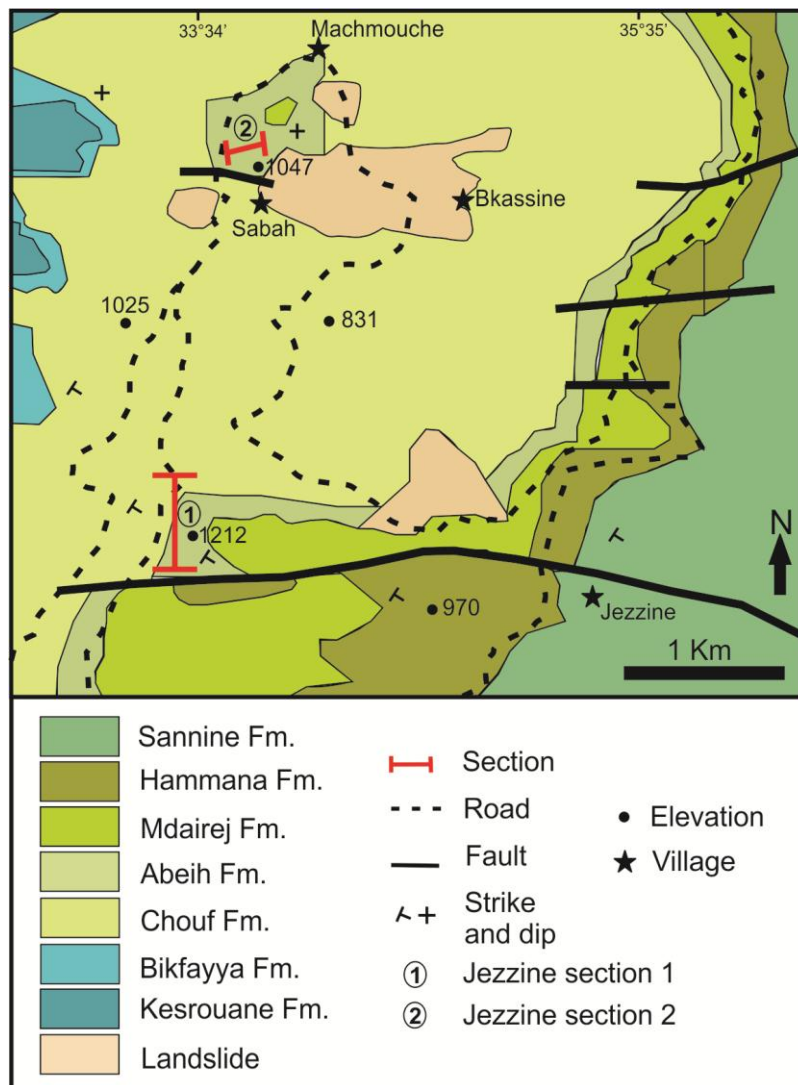 33°34'
Machmouche
35°35'
2
1047
Bkassine
Sabah
1025
831
1
1212
N
970
Jezzine
1 Km
Sannine Fm.
Hammana Fm.
Mdairej Fm.
Abeih Fm.
Chouf Fm.
Bikfayya Fm.
Kesrouane Fm.
Landslide
Section
Road
Fault
Strike
and dip
1 Jezzine section 1
2 Jezzine section 2
Elevation
Village